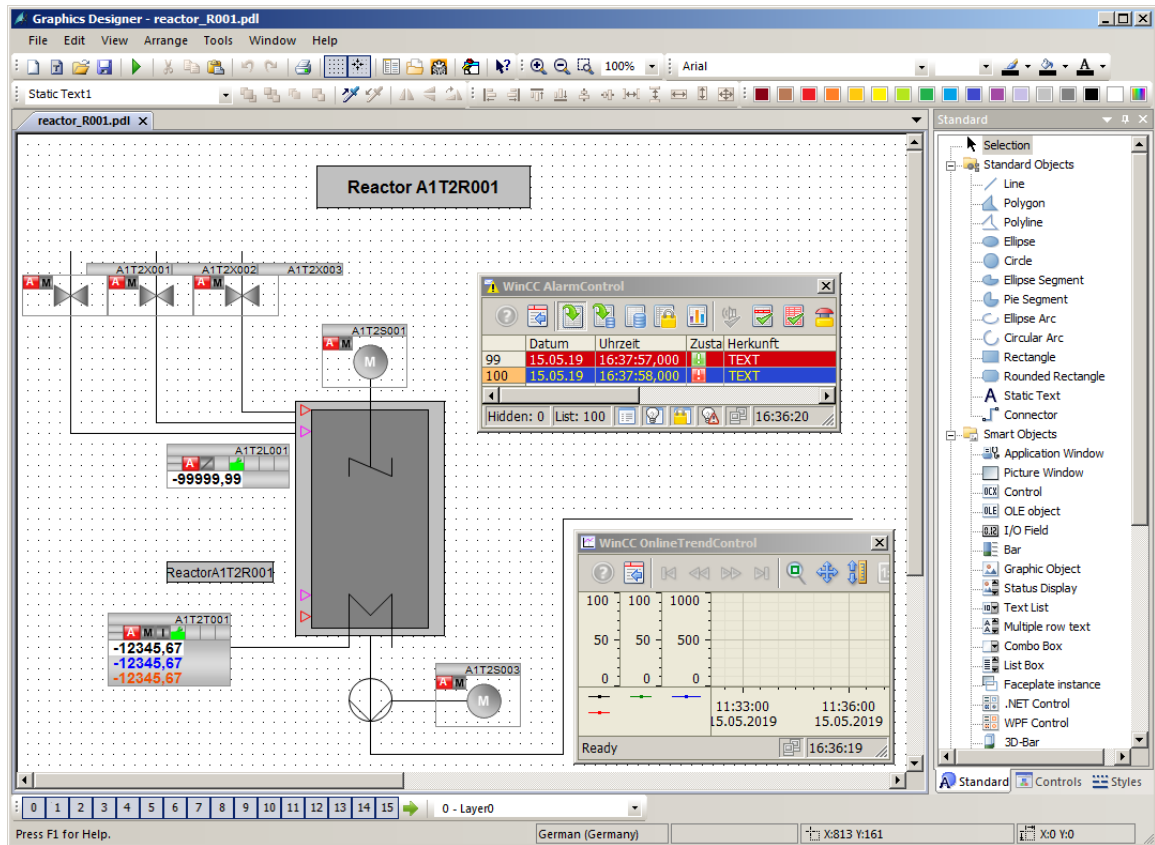 Graphics Designer - reactor_R001.pdl
File Edit View Arrange Tools Window Help
100% Arial
Static Text1
reactor_R001.pdl X
Standard
Reactor A1T2R001
A1T2X001 A1T2X002 A1T2X003
A M A M A M
A1T2S001
A M
M
A1T2L001
A
-99999,99
ReactorA1T2R001
A1T2T001
A M I
-12345,67
-12345,67
-12345,67
A1T2S003
A M
M
WinCC AlarmControl
Datum Uhrzeit Zusta Herkunft
99 15.05.19 16:37:57,000 TEXT
100 15.05.19 16:37:58,000 TEXT
Hidden: 0 List: 100 16:36:20
WinCC OnlineTrendControl
100 100 1000
50 50 500
0 0 0
11:33:00 11:36:00
15.05.2019 15.05.2019
Ready 16:36:19
Selection
Standard Objects
Line
Polygon
Polyline
Ellipse
Circle
Ellipse Segment
Pie Segment
Ellipse Arc
Circular Arc
Rectangle
Rounded Rectangle
A Static Text
Connector
Smart Objects
Application Window
Picture Window
OCX Control
OLE OLE object
0.12 I/O Field
Bar
Graphic Object
Status Display
Text List
Multiple row text
Combo Box
List Box
Faceplate instance
.NET Control
WPF Control
3D-Bar
Standard Controls Styles
0 1 2 3 4 5 6 7 8 9 10 11 12 13 14 15 0 - Layer0
Press F1 for Help. German (Germany) X:813 Y:161 X:0 Y:0